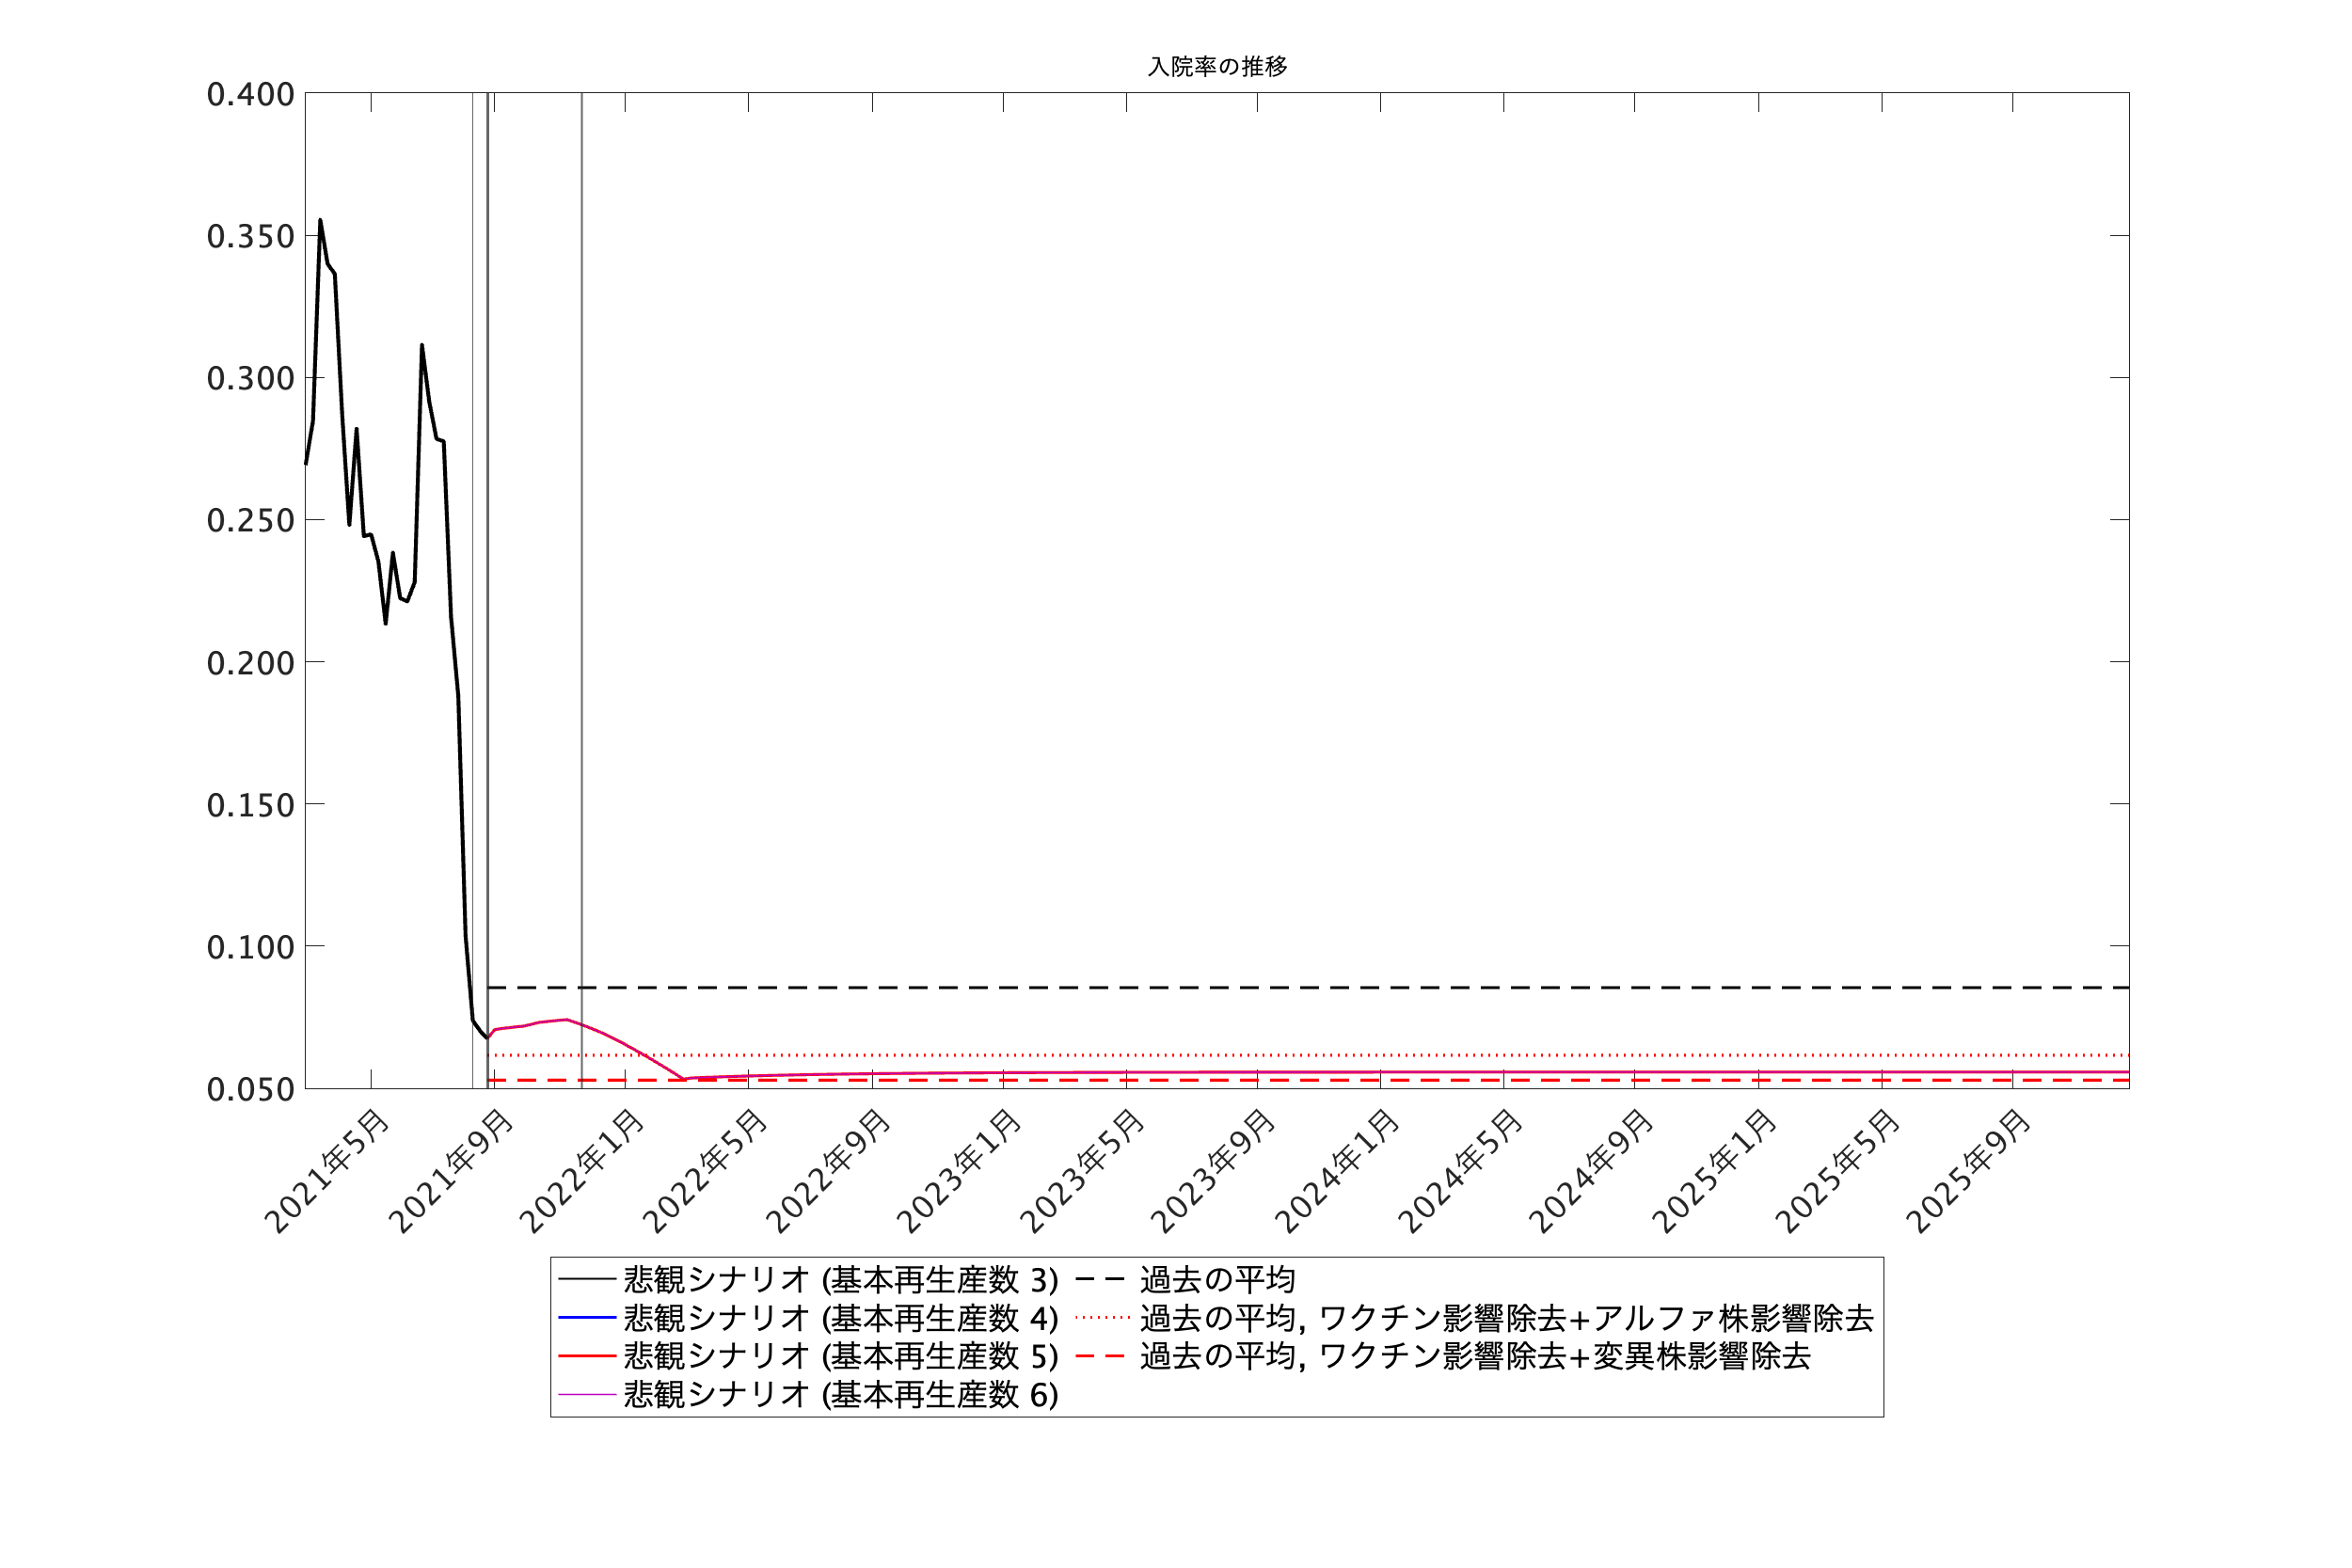 入院率の推移
0.400
0.350
0.300
0.250
0.200
0.150
0.100
0.050
2021年5月
2021年9月
2022年1月
2022年5月
2022年9月
2023年1月
2023年5月
2023年9月
2024年1月
2024年5月
2024年9月
2025年1月
2025年5月
2025年9月
悲観シナリオ (基本再生産数 3)
悲観シナリオ (基本再生産数 4)
悲観シナリオ (基本再生産数 5)
悲観シナリオ (基本再生産数 6)
過去の平均
過去の平均, ワクチン影響除去+アルファ株影響除去
過去の平均, ワクチン影響除去+変異株影響除去